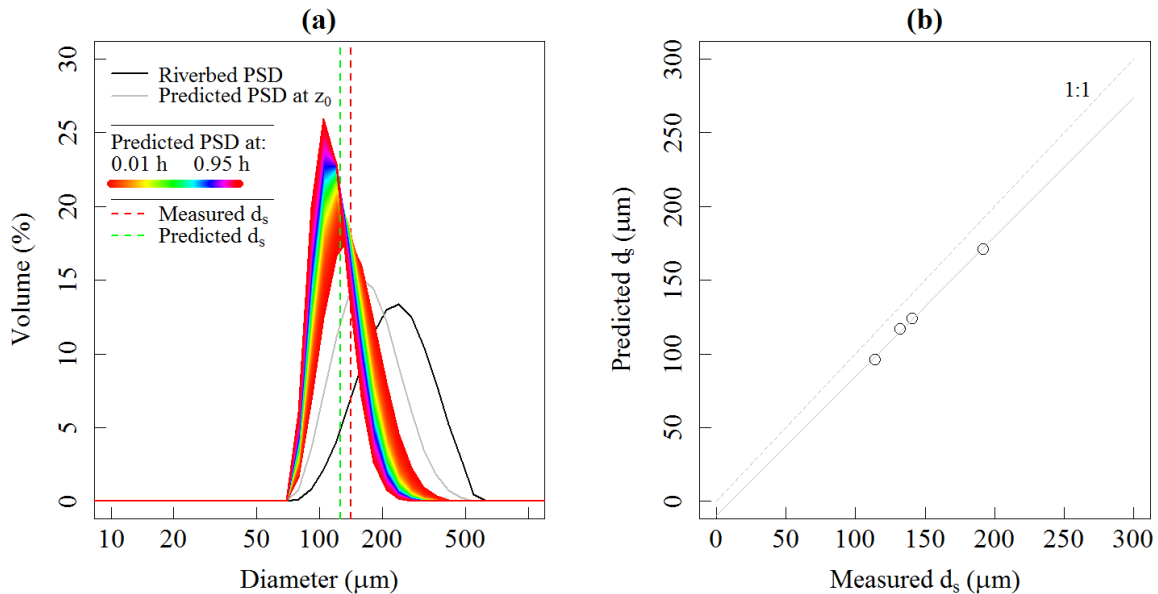 (a)
30
25
20
15
10
5
0
Volume (%)
Riverbed PSD
Predicted PSD at z₀
Predicted PSD at:
0.01 h 0.95 h
Measured dₛ
Predicted dₛ
10 20 50 100 200 500
Diameter (μm)
(b)
300
250
200
150
100
50
0
Predicted dₛ (μm)
1:1
0 50 100 150 200 250 300
Measured dₛ (μm)